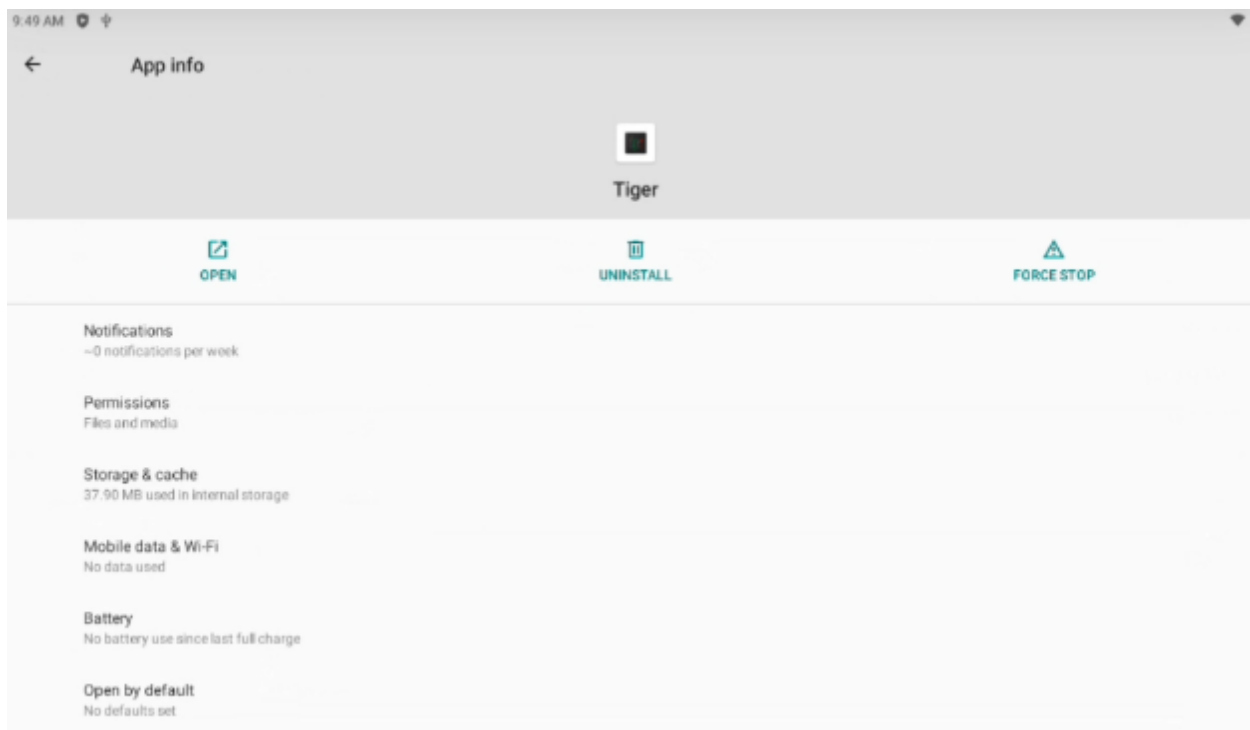 9:49 AM
App info
Tiger
OPEN
UNINSTALL
FORCE STOP
Notifications
~0 notifications per week
Permissions
Files and media
Storage & cache
37.90 MB used in internal storage
Mobile data & Wi-Fi
No data used
Battery
No battery use since last full charge
Open by default
No defaults set